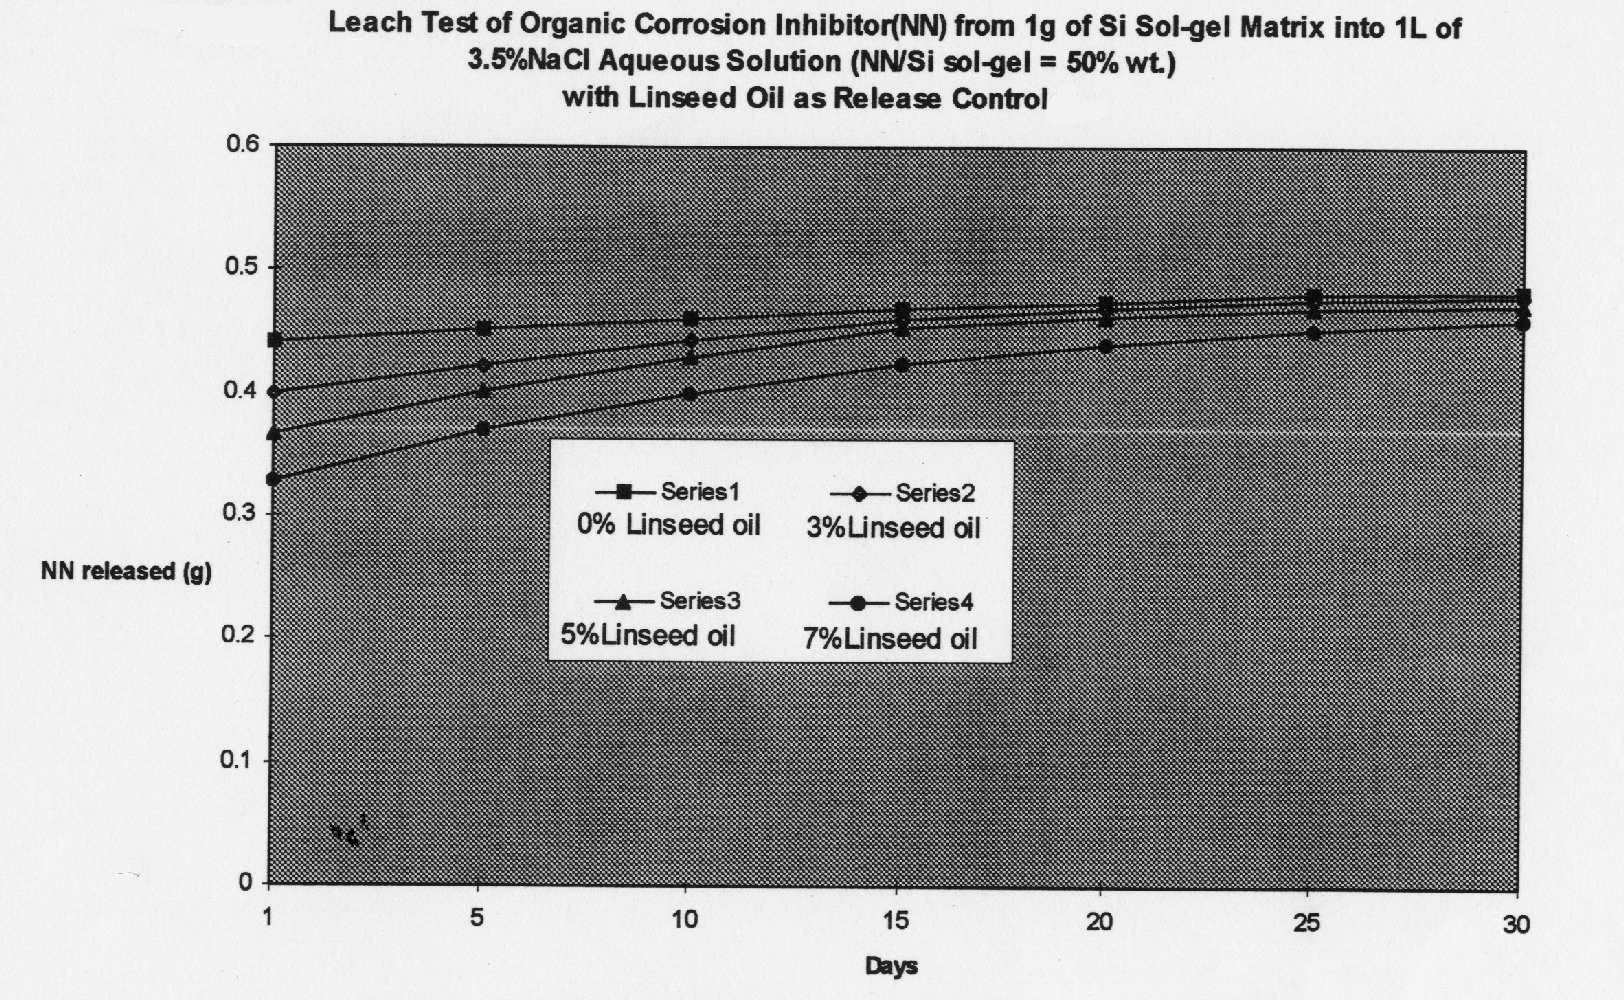 Leach Test of Organic Corrosion Inhibitor(NN) from 1g of Si Sol-gel Matrix into 1L of
3.5%NaCl Aqueous Solution (NN/Si sol-gel = 50% wt.)
with Linseed Oil as Release Control
0.6
0.5
0.4
0.3
0.2
0.1
0
NN released (g)
Series1
0% Linseed oil
Series2
3%Linseed oil
Series3
5%Linseed oil
Series4
7%Linseed oil
1 5 10 15 20 25 30
Days